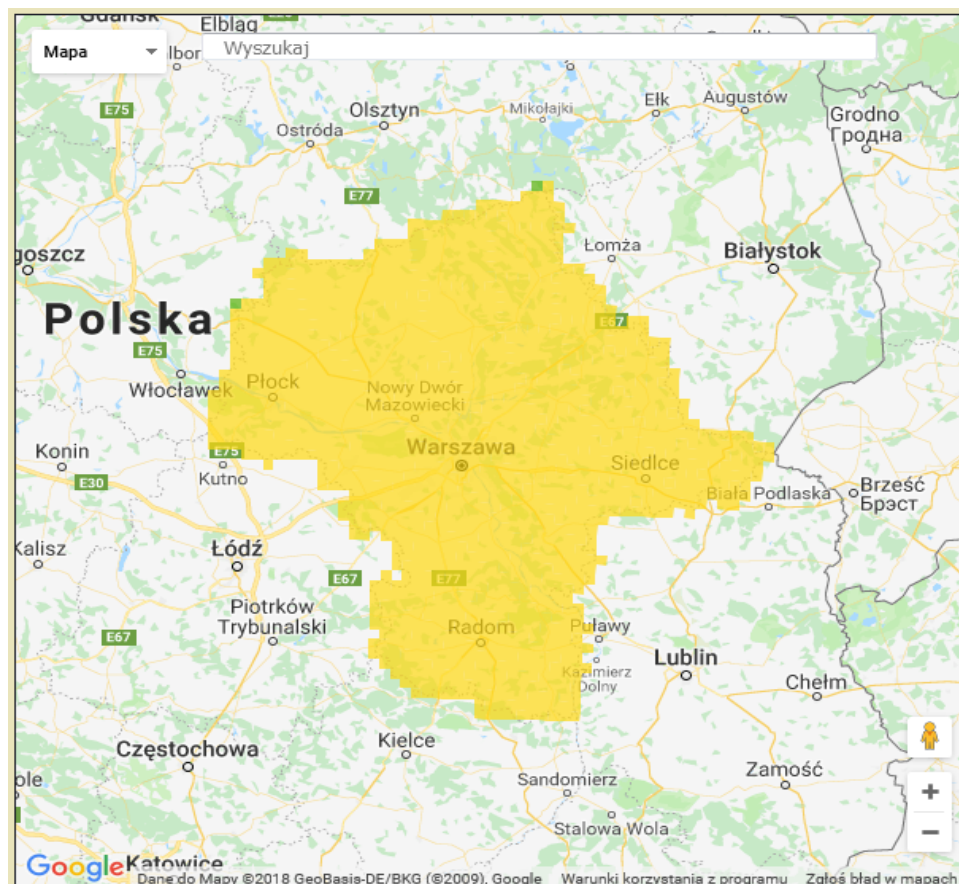 Gdańsk
Elbląg
Mapa
Wyszukaj
E75
Olsztyn
Mikołajki
Ełk
Augustów
Grodno
Гродна
Ostróda
E77
Łomża
Białystok
goszcz
Polska
E67
E75
Włocławek
Płock
Nowy Dwór
Mazowiecki
Warszawa
Konin
E75
Siedlce
E30
Kutno
Biała Podlaska
Brześć
Брэст
Kalisz
Łódź
E67
E77
Piotrków
Trybunalski
E67
Radom
Puławy
Lublin
Kazimierz
Dolny
Chełm
Kielce
Częstochowa
Zamość
ole
Sandomierz
+
Stalowa Wola
−
Google
Katowice
Dane do Mapy ©2018 GeoBasis-DE/BKG (©2009), Google
Warunki korzystania z programu
Zgłoś błąd w mapach